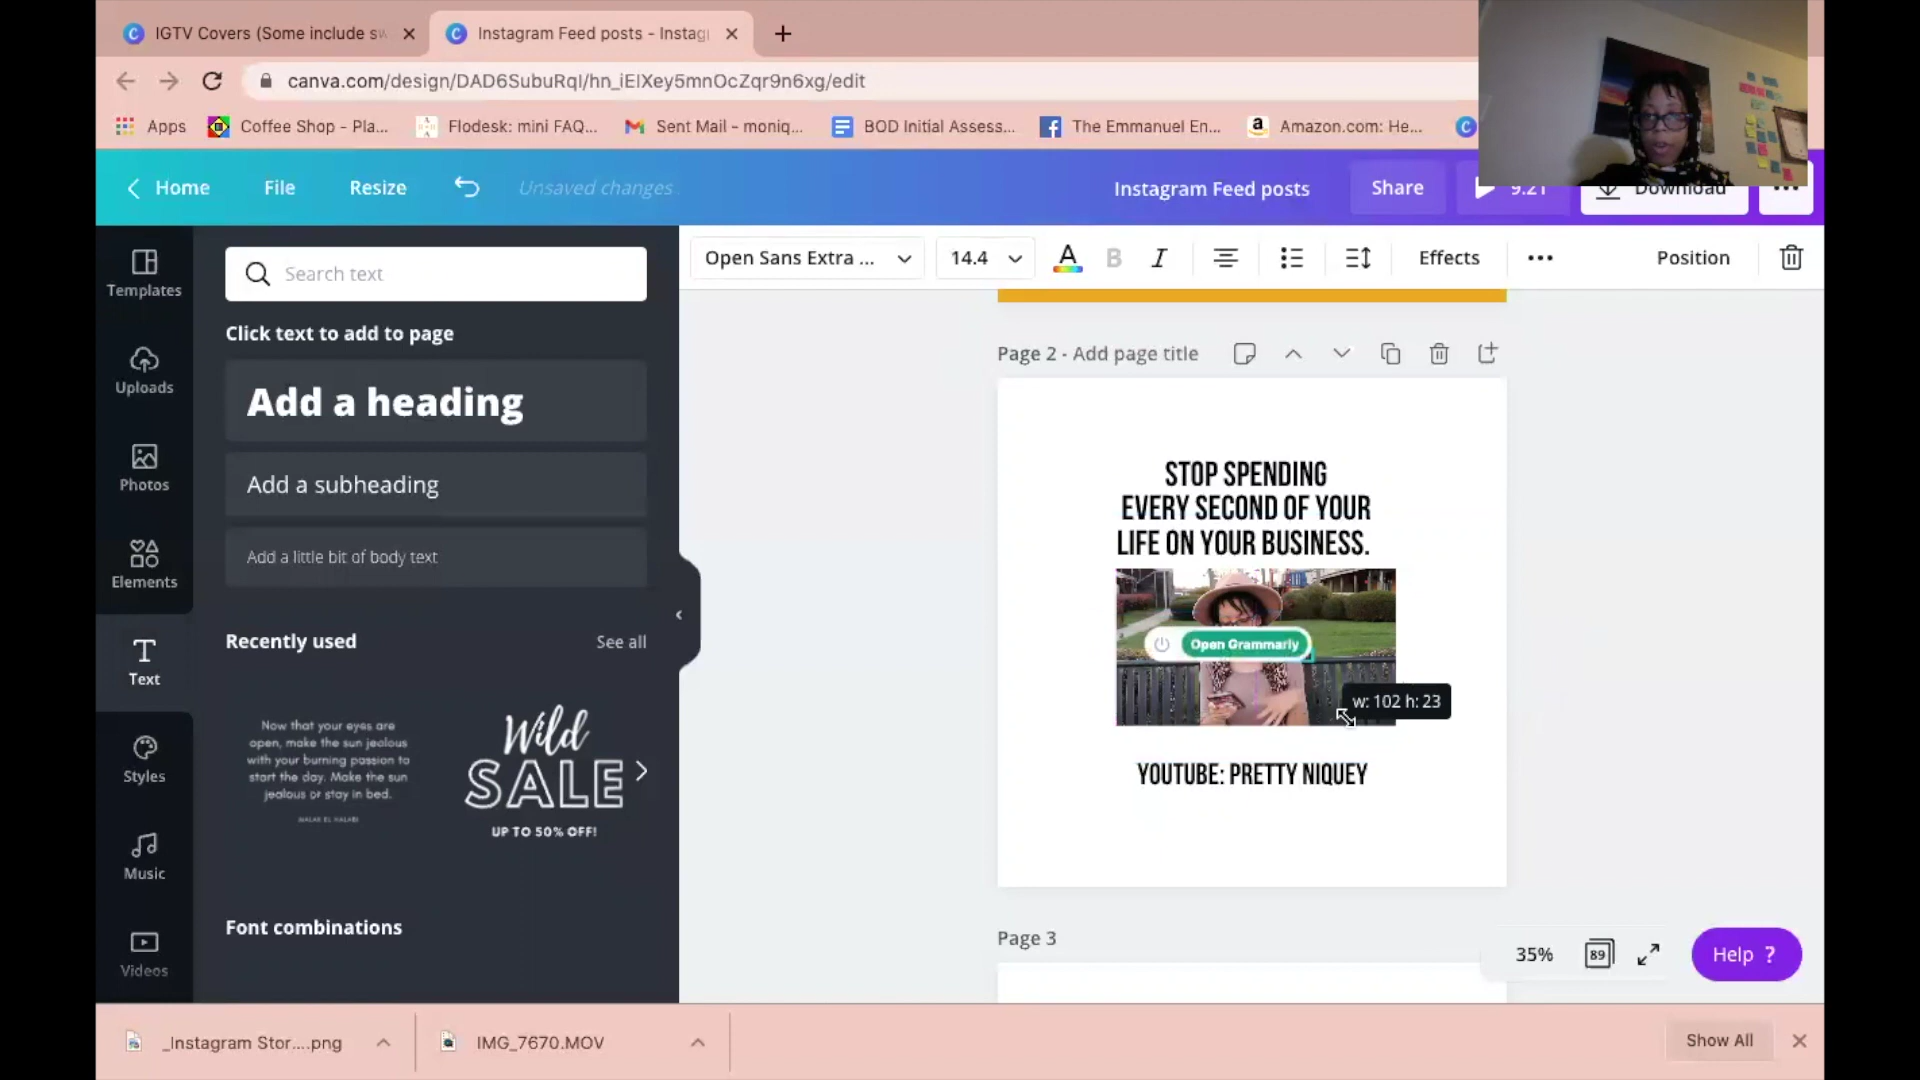 IGTV Covers (Some include sw
Instagram Feed posts - Instag
canva.com/design/DAD6SubuRqI/hn_iElXey5mnOcZqr9n6xg/edit
Apps
Coffee Shop - Pla...
Flodesk: mini FAQ...
Sent Mail - moniq...
BOD Initial Assess...
The Emmanuel En...
Amazon.com: He...
Home
File
Resize
Unsaved changes
Instagram Feed posts
Share
9.21
Download
Templates
Uploads
Photos
Elements
Text
Styles
Music
Videos
Search text
Click text to add to page
Add a heading
Add a subheading
Add a little bit of body text
Recently used
See all
Now that your eyes are
open, make the sun jealous
with your burning passion to
start the day. Make the sun
jealous or stay in bed.
MALAK EL HALABI
Wild
SALE
UP TO 50% OFF!
Font combinations
Open Sans Extra ...
14.4
A
B
I
Effects
Position
Page 2 - Add page title
STOP SPENDING
EVERY SECOND OF YOUR
LIFE ON YOUR BUSINESS.
Open Grammarly
w: 102 h: 23
YOUTUBE: PRETTY NIQUEY
Page 3
35%
89
Help ?
_Instagram Stor....png
IMG_7670.MOV
Show All